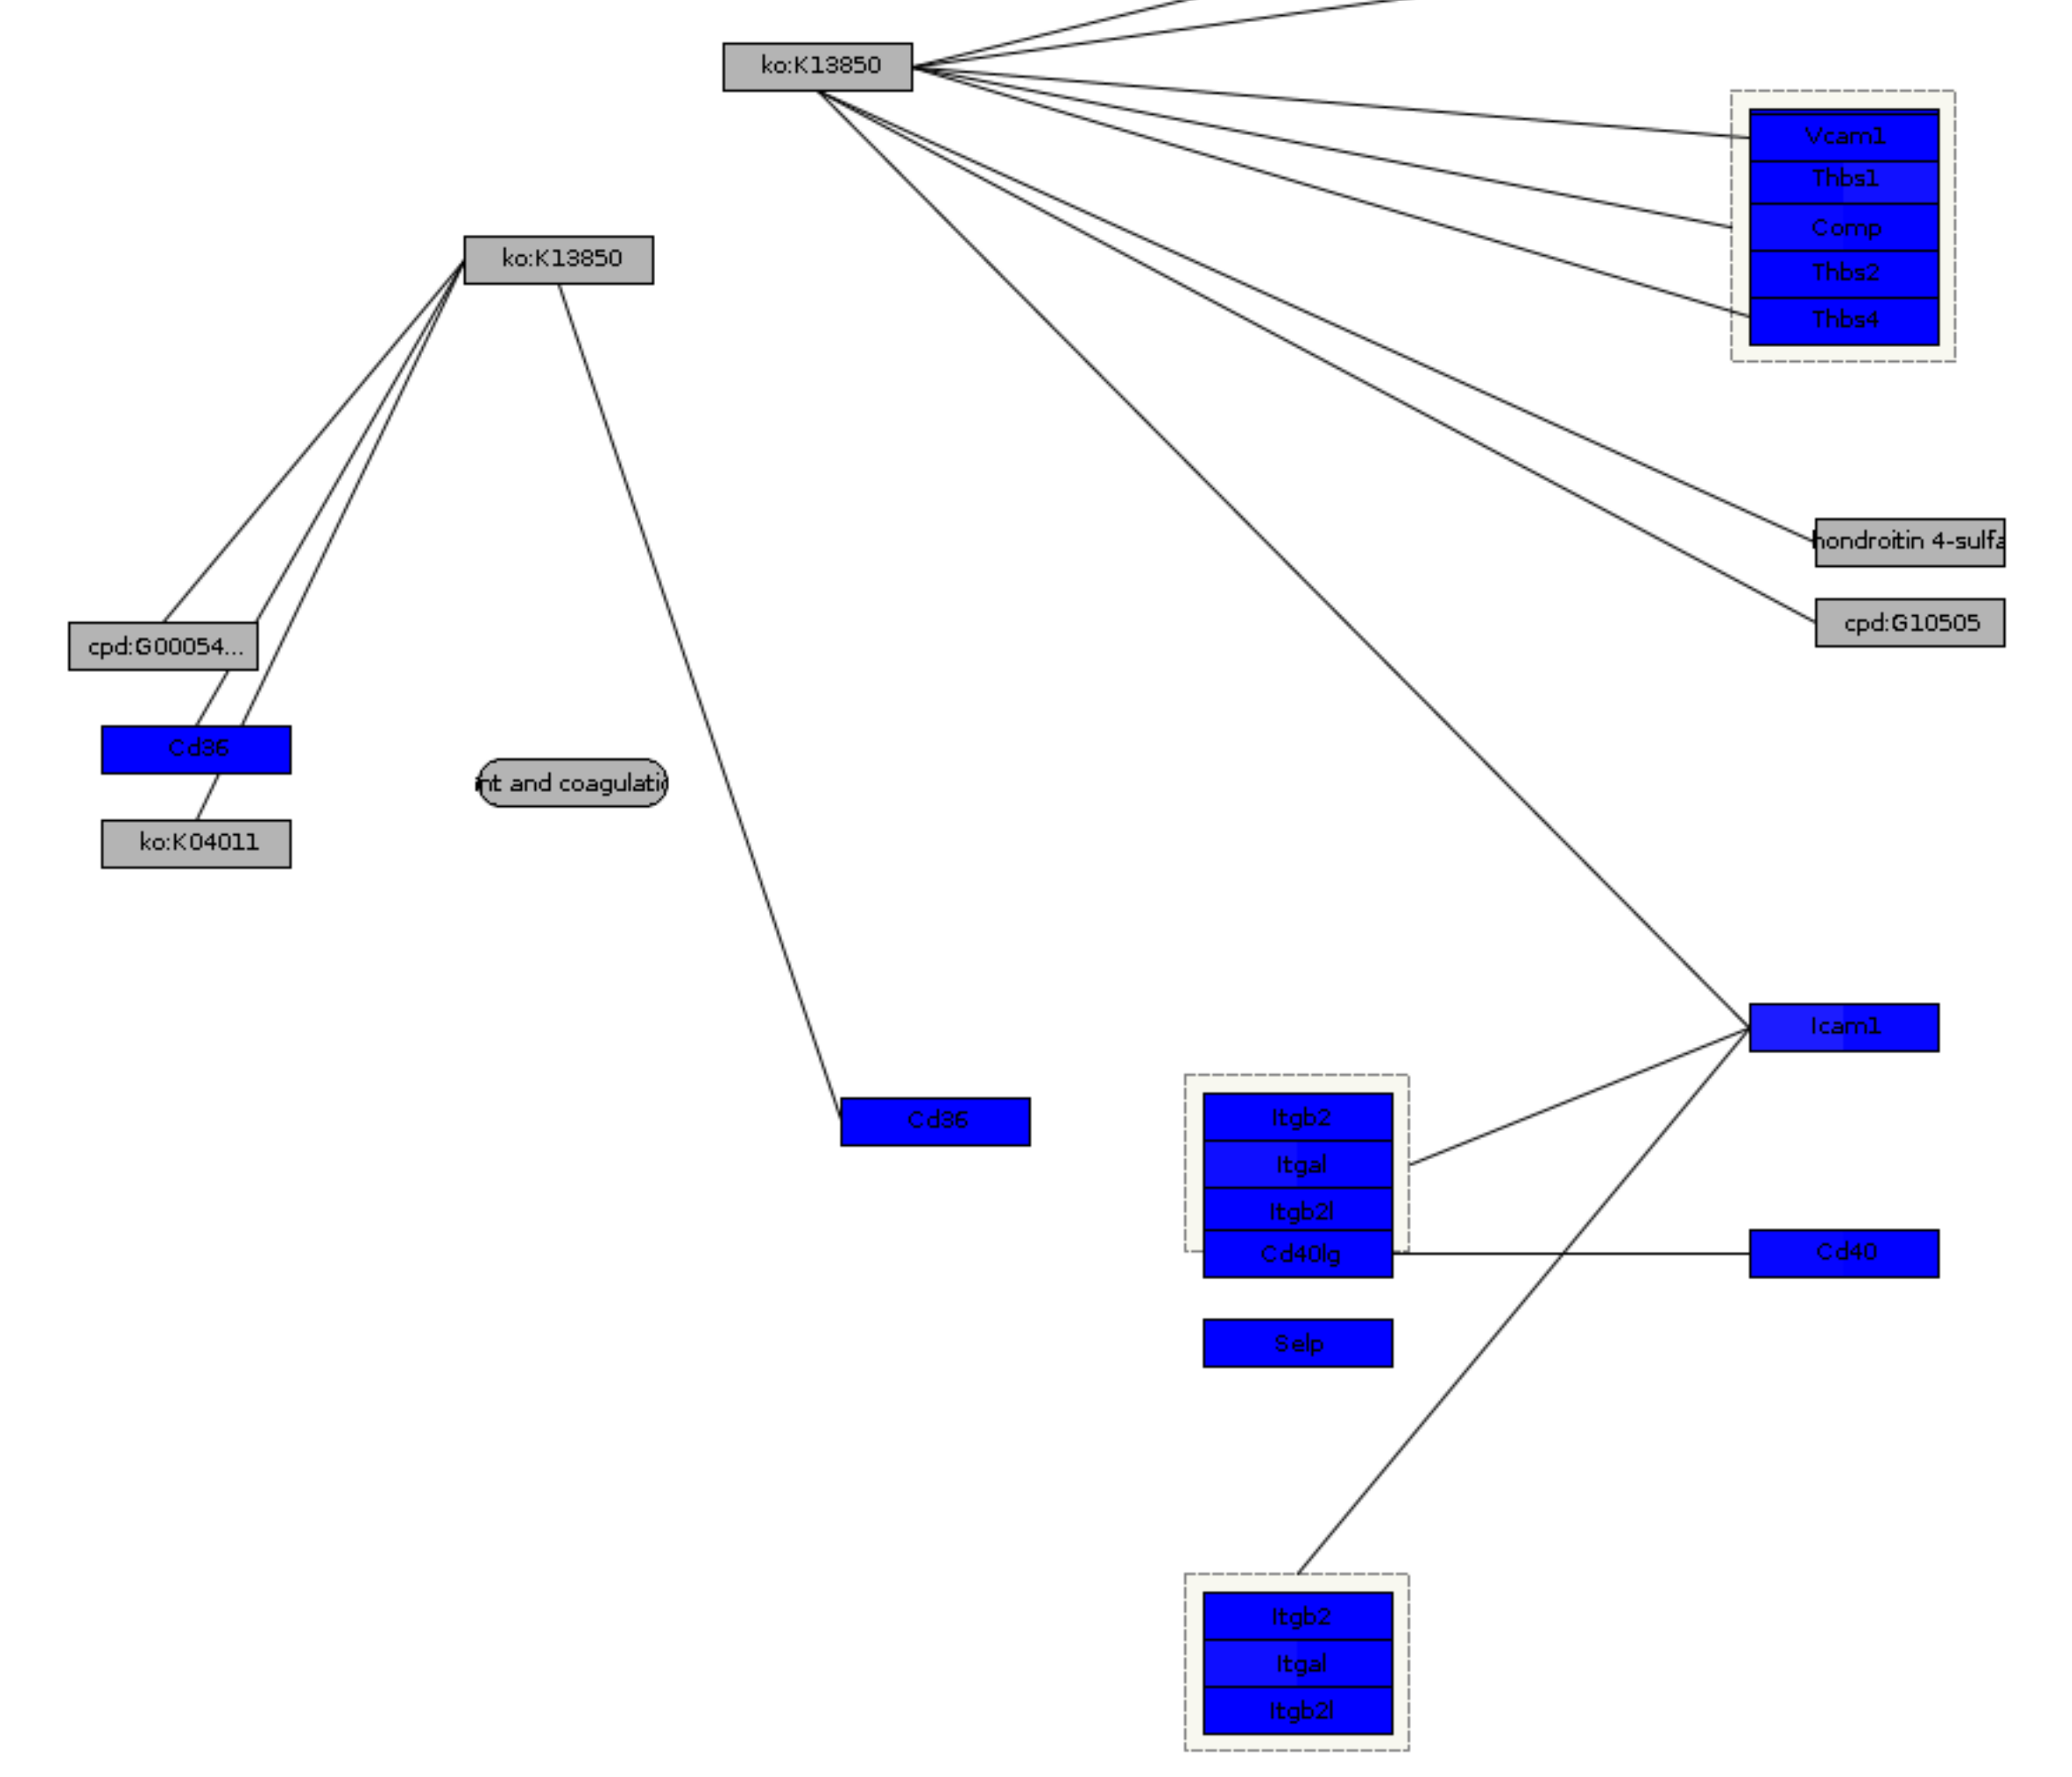 ko:K13850
Vcam1
Thbs1
Comp
Thbs2
Thbs4
ko:K13850
hondroitin 4-sulfa
cpd:G10505
cpd:G00054...
Cd36
nt and coagulatio
ko:K04011
Icam1
Cd36
Itgb2
Itgal
Itgb2l
Cd40lg
Cd40
Selp
Itgb2
Itgal
Itgb2l